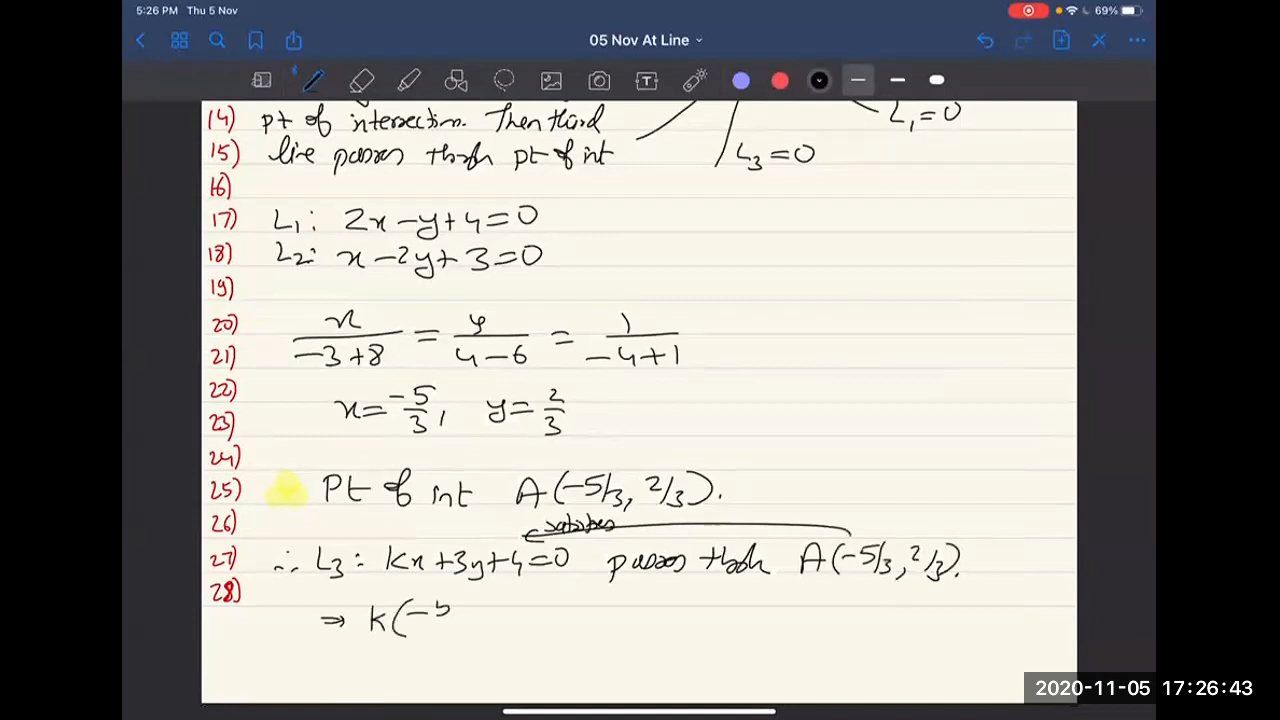 5:26 PM Thu 5 Nov
69%
05 Nov At Line
L₁=0
14) pt of intersection. Then third
15) line passes through pt of int
L₃=0
16)
17) L₁: 2x-y+4=0
18) L₂: x-2y+3=0
19)
20) x/(-3+8) = y/(4-6) = 1/(-4+1)
21)
22) x=-5/3, y=2/3
23)
24)
25) Pt of int A(-5/3, 2/3).
26) satisfies
27) ∴ L₃: Kx+3y+4=0 passes through A(-5/3, 2/3).
28)
⇒ K(-5
2020-11-05 17:26:43